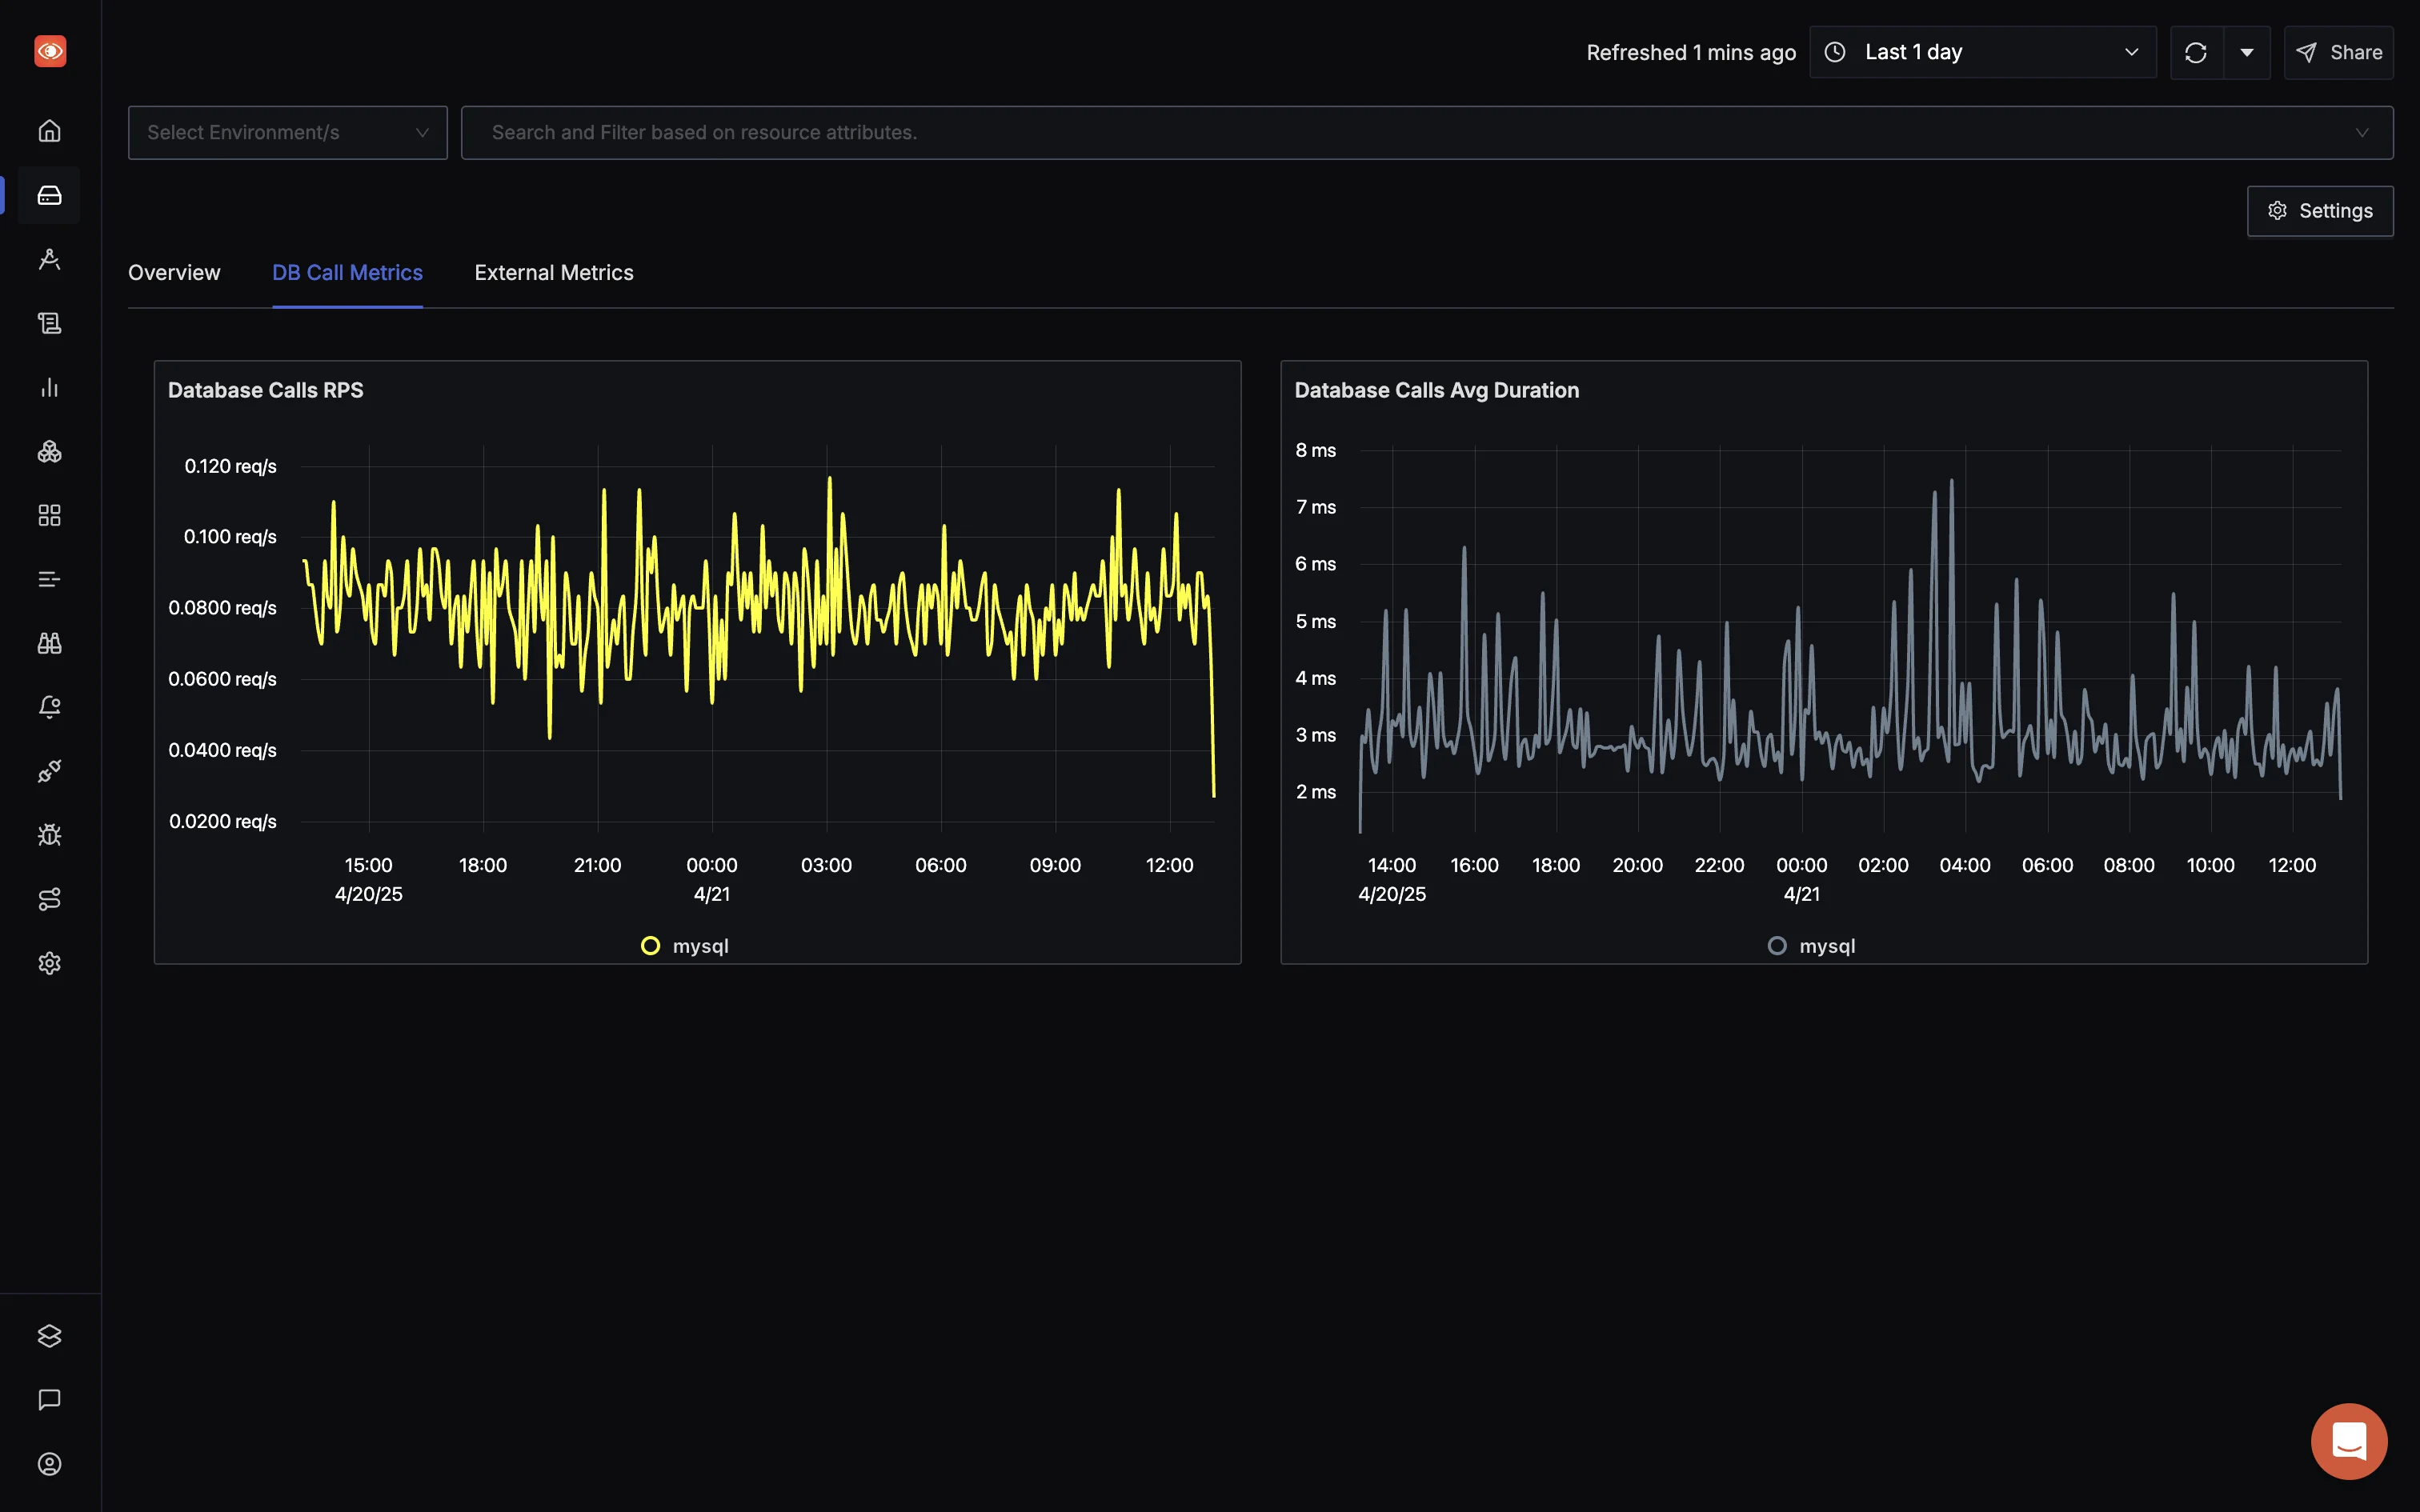 Refreshed 1 mins ago
Last 1 day
Share
Select Environment/s
Search and Filter based on resource attributes.
Settings
Overview
DB Call Metrics
External Metrics
Database Calls RPS
0.120 req/s
0.100 req/s
0.0800 req/s
0.0600 req/s
0.0400 req/s
0.0200 req/s
15:00 18:00 21:00 00:00 03:00 06:00 09:00 12:00
4/20/25 4/21
mysql
Database Calls Avg Duration
8 ms
7 ms
6 ms
5 ms
4 ms
3 ms
2 ms
14:00 16:00 18:00 20:00 22:00 00:00 02:00 04:00 06:00 08:00 10:00 12:00
4/20/25 4/21
mysql